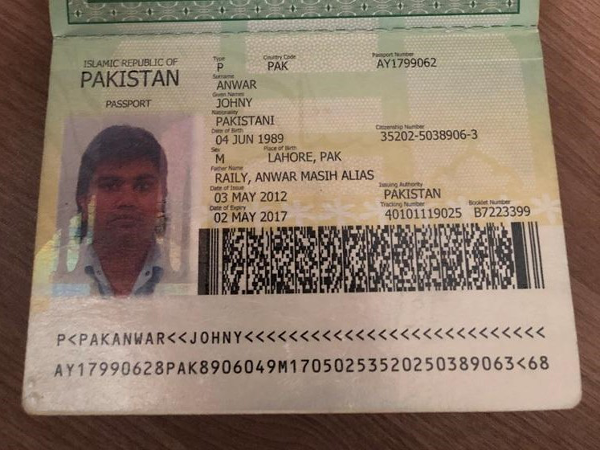 ISLAMIC REPUBLIC OF
PAKISTAN
PASSPORT
Type Country Code Passport Number
P PAK AY1799062
Surname
ANWAR
Given Names
JOHNY
Nationality
PAKISTANI
Date of Birth Citizenship Number
04 JUN 1989 35202-5038906-3
Sex Place of Birth
M LAHORE, PAK
Father Name
RAILY, ANWAR MASIH ALIAS
Date of Issue Issuing Authority
03 MAY 2012 PAKISTAN
Date of Expiry Tracking Number Booklet Number
02 MAY 2017 40101119025 B7223399
P<PAKANWAR<<JOHNY<<<<<<<<<<<<<<<<<<<<<<<<<<<
AY17990628PAK8906049M17050253520250389063<68